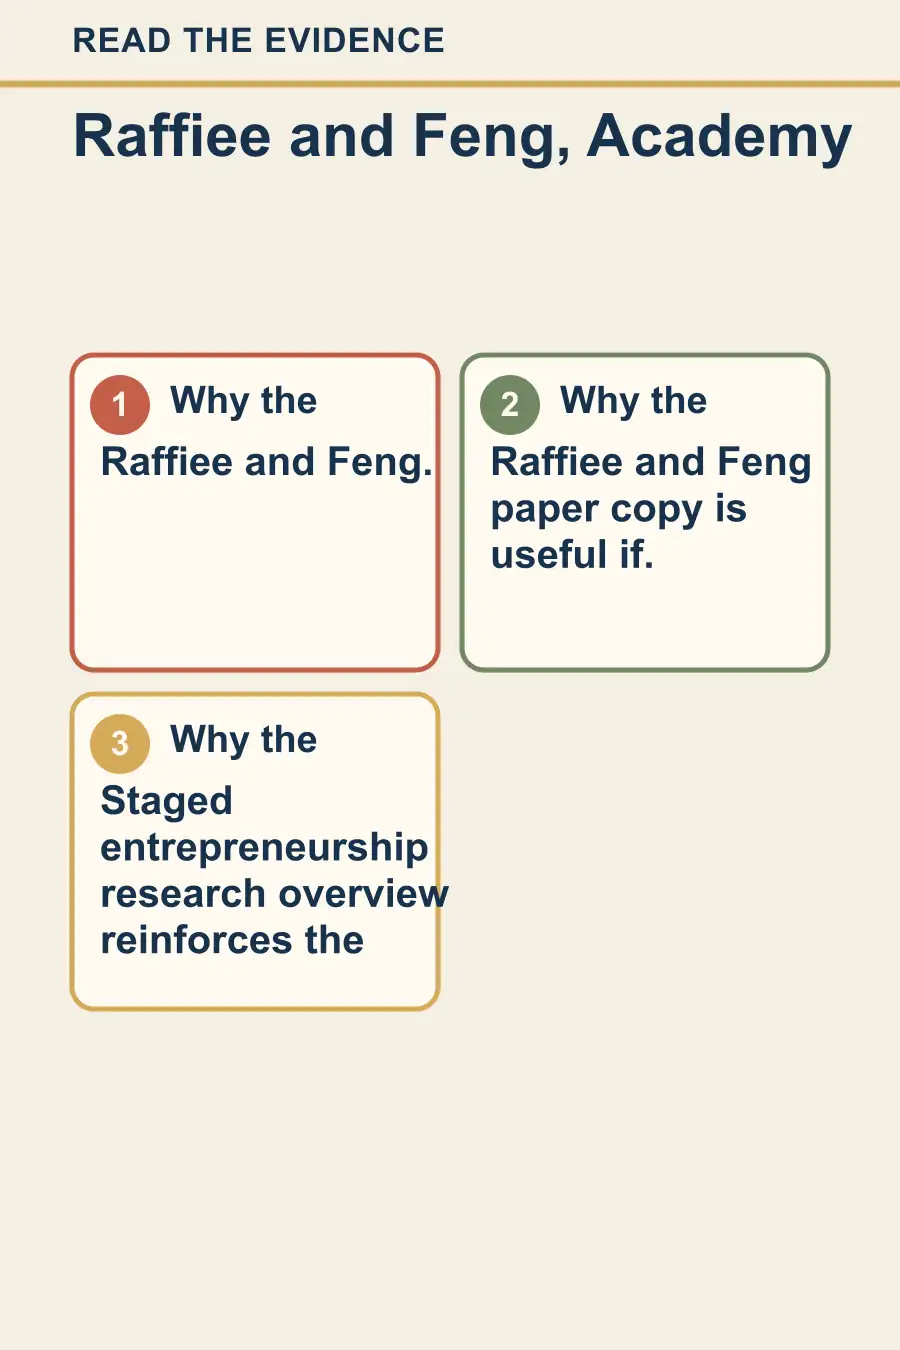 READ THE EVIDENCE
Raffiee and Feng, Academy
1 Why the
Raffiee and Feng.
2 Why the
Raffiee and Feng
paper copy is
useful if.
3 Why the
Staged
entrepreneurship
research overview
reinforces the